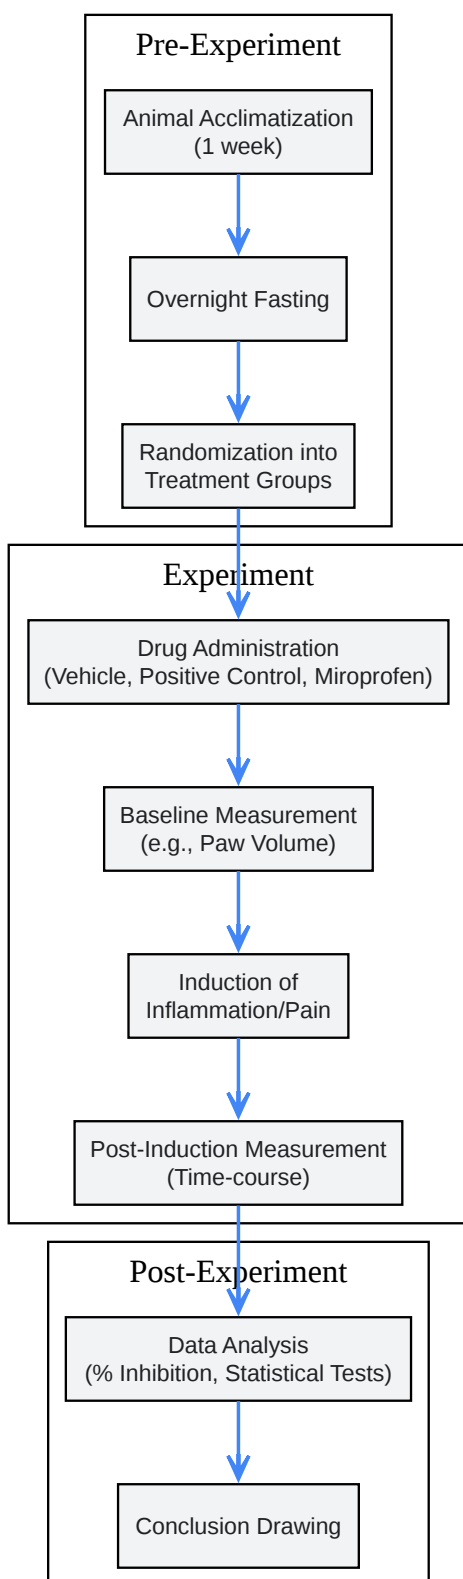 Pre-Experiment
Animal Acclimatization
(1 week)
Overnight Fasting
Randomization into
Treatment Groups
Experiment
Drug Administration
(Vehicle, Positive Control, Miroprofen)
Baseline Measurement
(e.g., Paw Volume)
Induction of
Inflammation/Pain
Post-Induction Measurement
(Time-course)
Post-Experiment
Data Analysis
(% Inhibition, Statistical Tests)
Conclusion Drawing